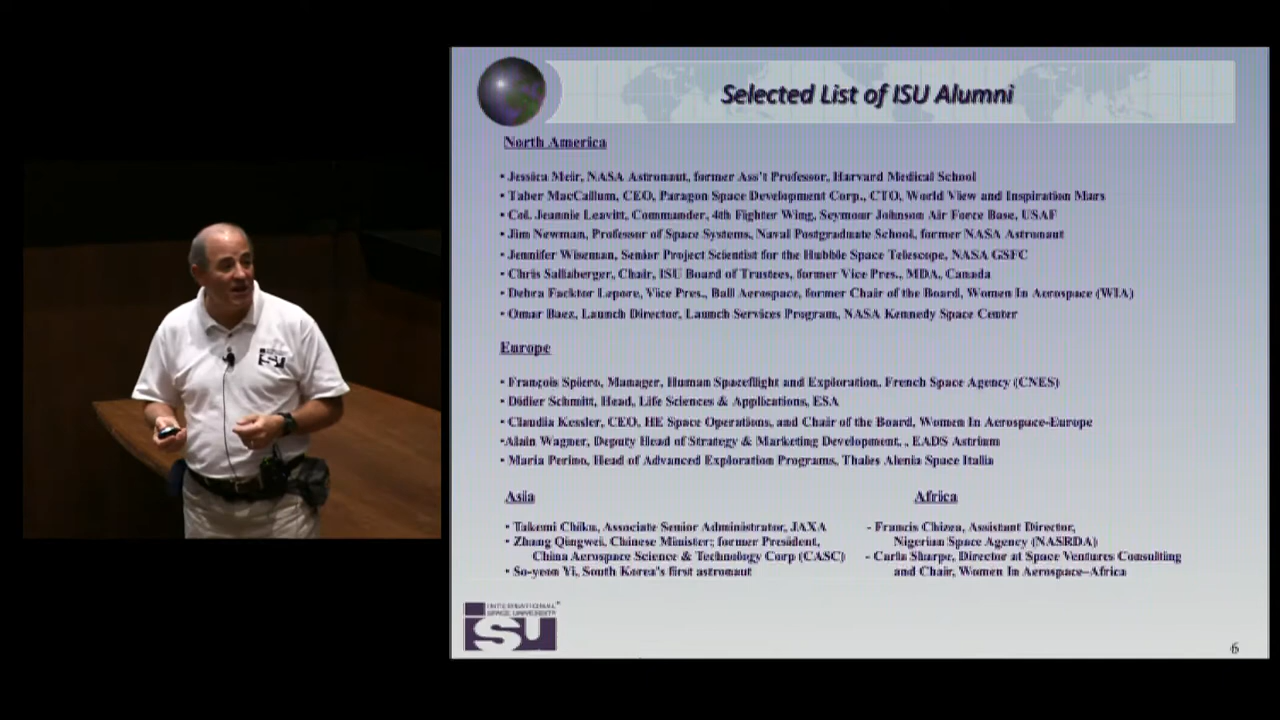 Selected List of ISU Alumni
North America
• Jessica Meir, NASA Astronaut, former Ass't Professor, Harvard Medical School
• Taber MacCallum, CEO, Paragon Space Development Corp., CTO, World View and Inspiration Mars
• Col. Jeannie Leavitt, Commander, 4th Fighter Wing, Seymour Johnson Air Force Base, USAF
• Jim Newman, Professor of Space Systems, Naval Postgraduate School, former NASA Astronaut
• Jennifer Wiseman, Senior Project Scientist for the Hubble Space Telescope, NASA GSFC
• Chris Sallaberger, Chair, ISU Board of Trustees, former Vice Pres., MDA, Canada
• Debra Facktor Lepore, Vice Pres., Ball Aerospace, former Chair of the Board, Women In Aerospace (WIA)
• Omar Baez, Launch Director, Launch Services Program, NASA Kennedy Space Center
Europe
• François Spiero, Manager, Human Spaceflight and Exploration, French Space Agency (CNES)
• Didier Schmitt, Head, Life Sciences & Applications, ESA
• Claudia Kessler, CEO, HE Space Operations, and Chair of the Board, Women In Aerospace-Europe
•Alain Wagner, Deputy Head of Strategy & Marketing Development, , EADS Astrium
• Maria Perino, Head of Advanced Exploration Programs, Thales Alenia Space Italia
Asia
• Takemi Chiku, Associate Senior Administrator, JAXA
• Zhang Qingwei, Chinese Minister; former President,
China Aerospace Science & Technology Corp (CASC)
• So-yeon Yi, South Korea's first astronaut
Africa
- Francis Chizea, Assistant Director,
Nigerian Space Agency (NASRDA)
- Carla Sharpe, Director at Space Ventures Consulting
and Chair, Women In Aerospace–Africa
INTERNATIONAL
SPACE UNIVERSITY
ISU
6
ISU